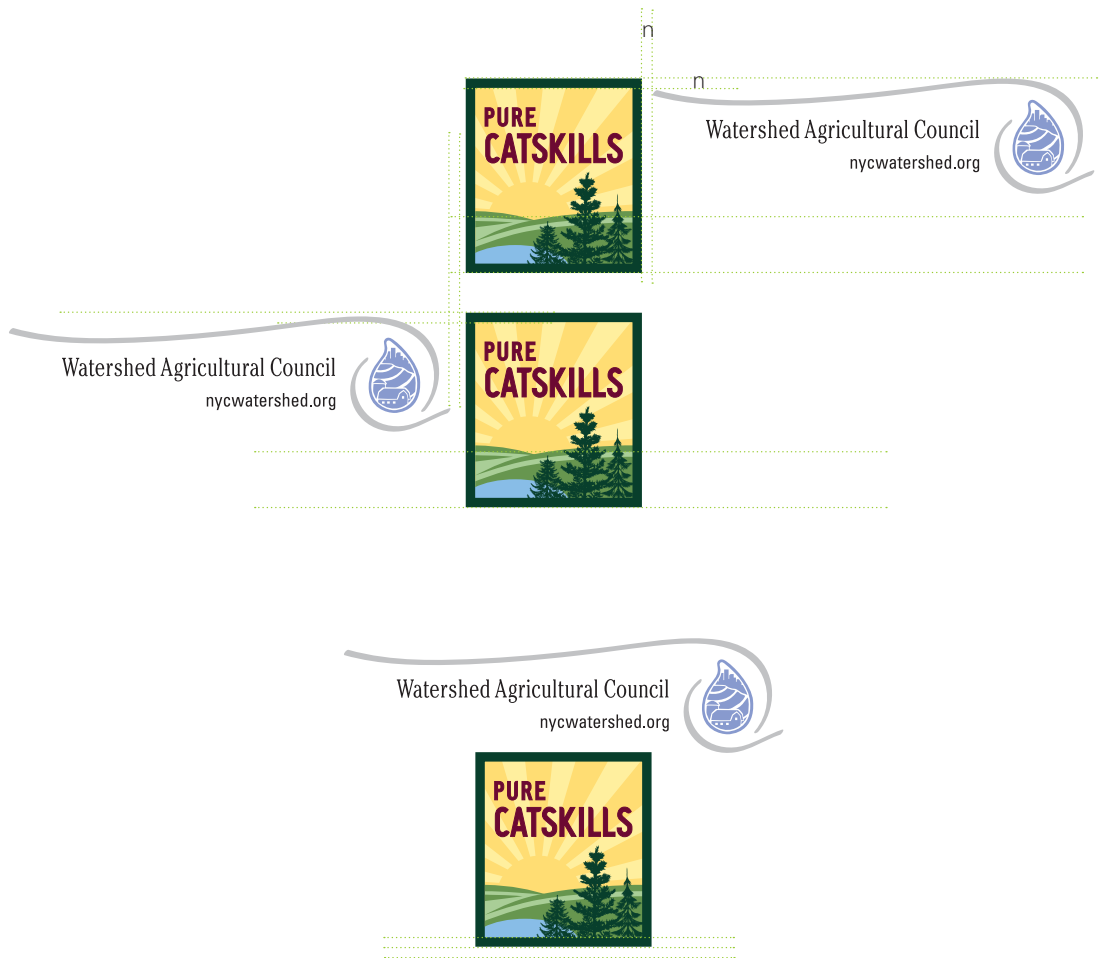 n
n
PURE
CATSKILLS
Watershed Agricultural Council
nycwatershed.org
Watershed Agricultural Council
nycwatershed.org
PURE
CATSKILLS
Watershed Agricultural Council
nycwatershed.org
PURE
CATSKILLS